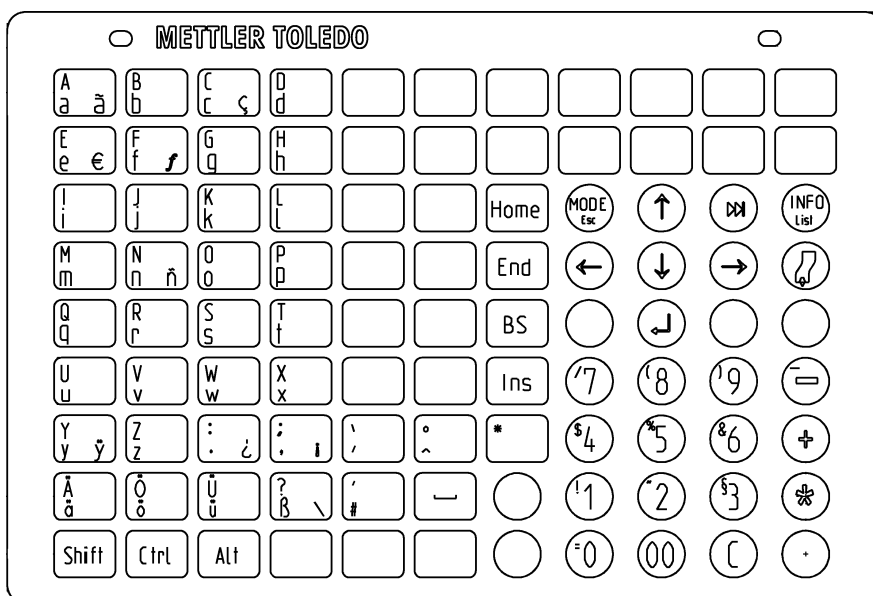 METTLER TOLEDO
A a ã B b C c ç D d
E e € F f ƒ G g H h
I i J j K k L l Home MODE Esc ↑ INFO List
M m N n ñ O o P p End ← ↓ →
Q q R r S s T t BS ↵
U u V v W w X x Ins / 7 ( 8 ) 9 –
Y y ÿ Z z : . ¿ ; , ¡ ° ^ * $ 4 % 5 & 6 +
Ä ä Ö ö Ü ü ? ß \ ' # ! 1 " 2 § 3 *
Shift Ctrl Alt = 0 00 C +